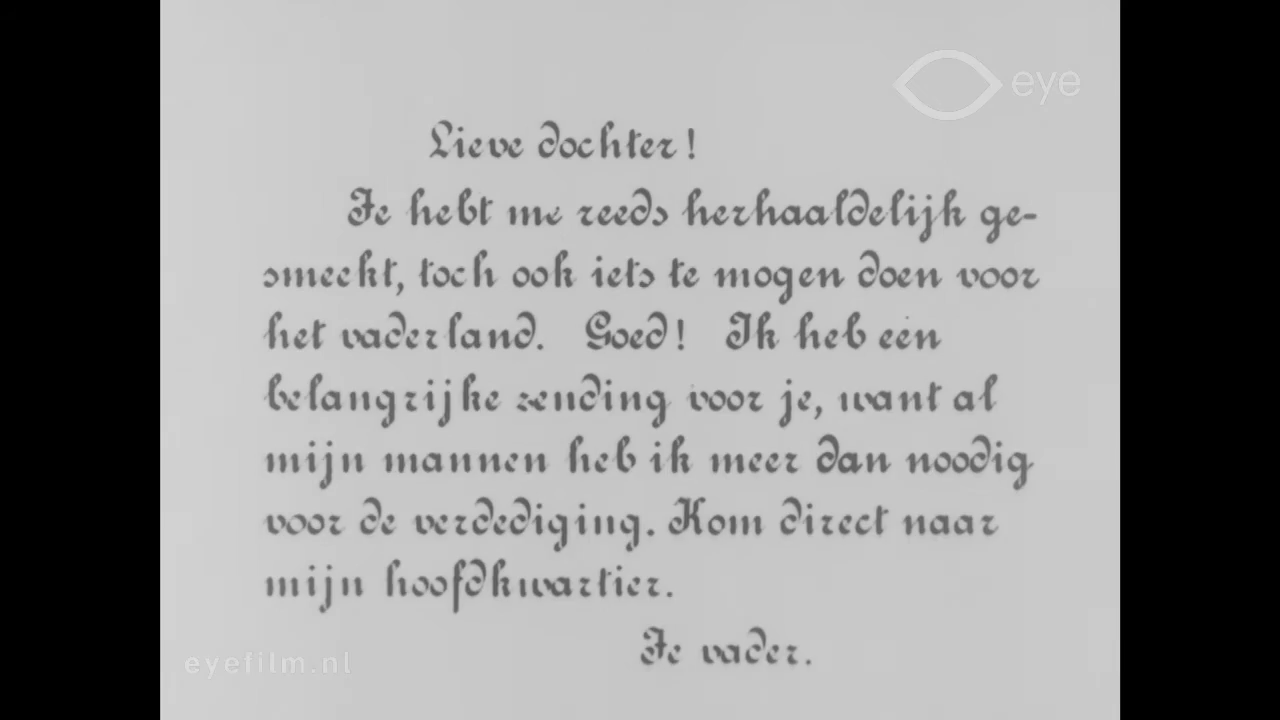 eye
Lieve dochter!
Je hebt me reeds herhaaldelijk ge-
smeekt, toch ook iets te mogen doen voor
het vaderland. Goed! Ik heb een
belangrijke zending voor je, want al
mijn mannen heb ik meer dan noodig
voor de verdediging. Kom direct naar
mijn hoofdkwartier.
Je vader.
eyefilm.nl